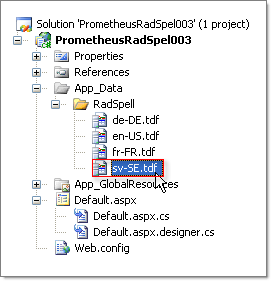 Solution 'PrometheusRadSpel003' (1 project)
PrometheusRadSpel003
Properties
References
App_Data
RadSpell
de-DE.tdf
en-US.tdf
fr-FR.tdf
sv-SE.tdf
App_GlobalResources
Default.aspx
Default.aspx.cs
Default.aspx.designer.cs
Web.config